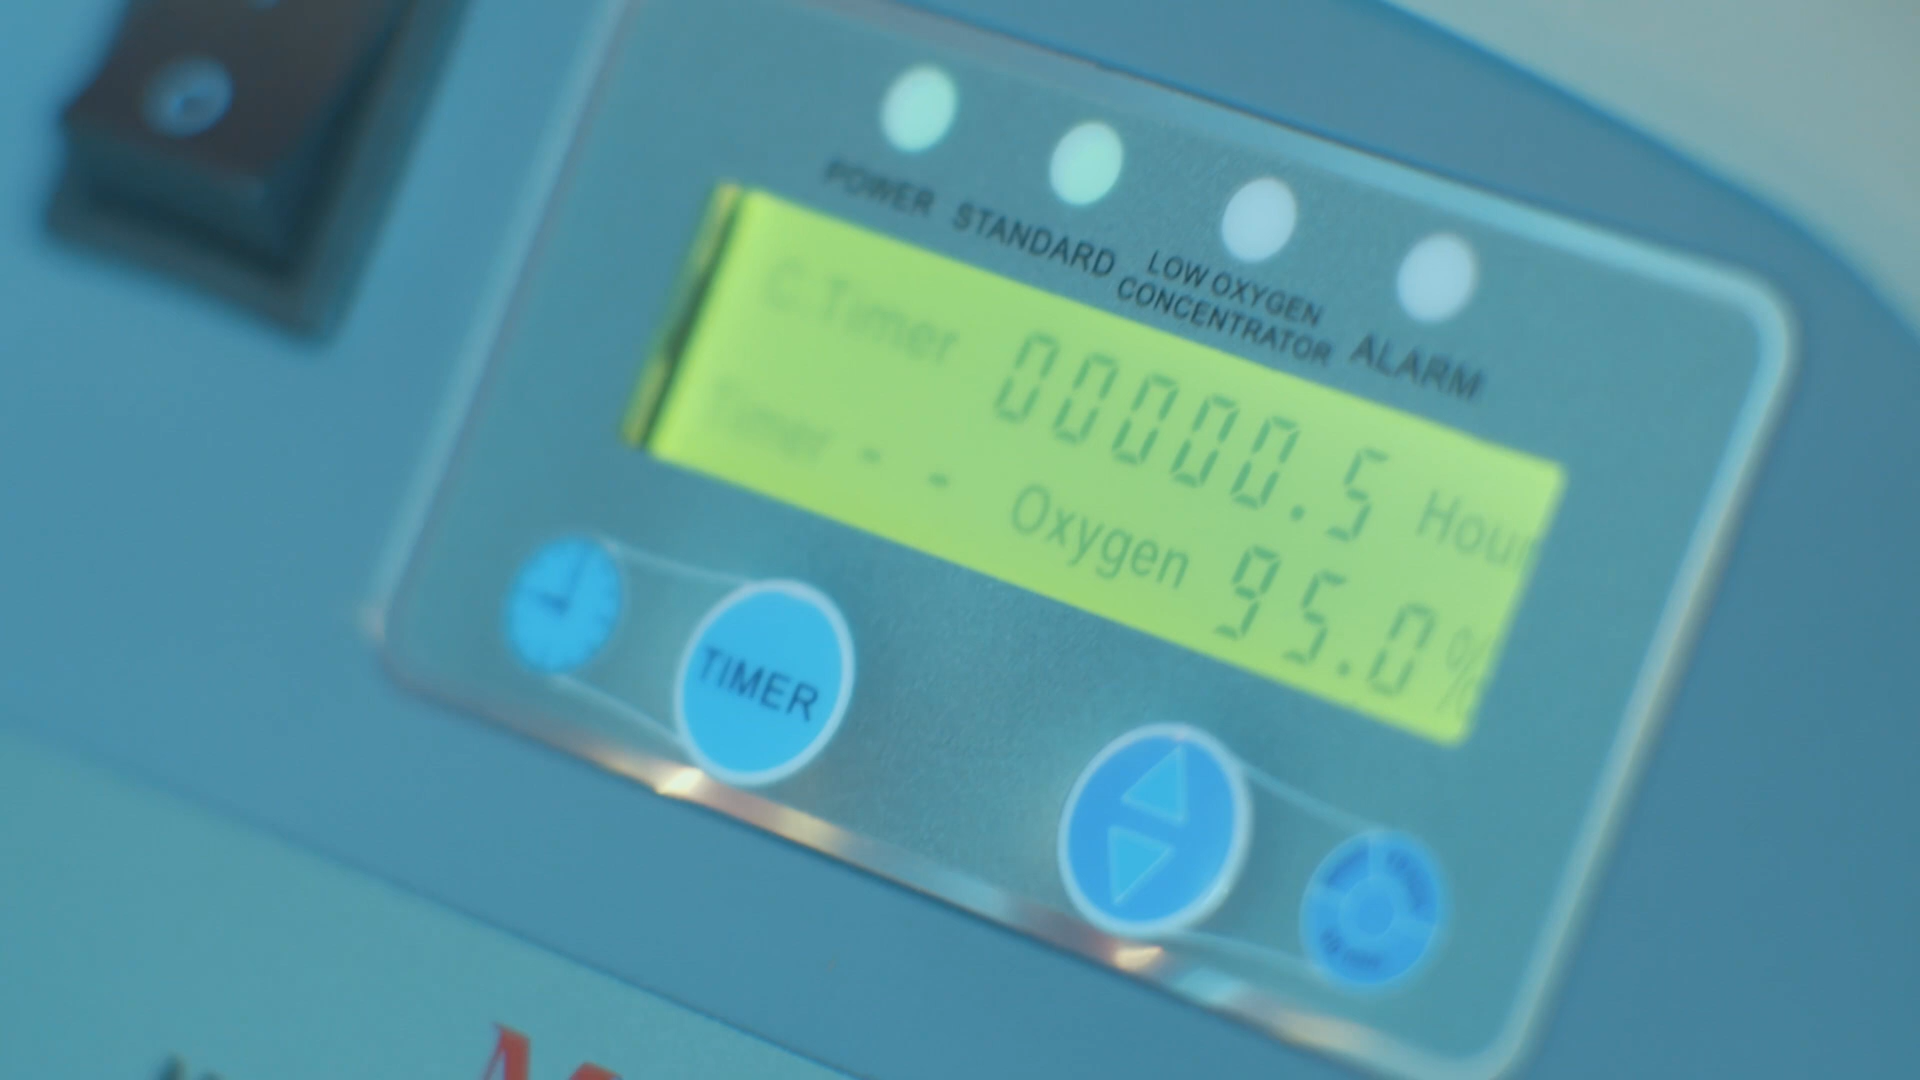 POWER
STANDARD
LOW OXYGEN
CONCENTRATOR
ALARM
C.Timer 00000.5 Hour
Timer - - Oxygen 95.0 %
TIMER